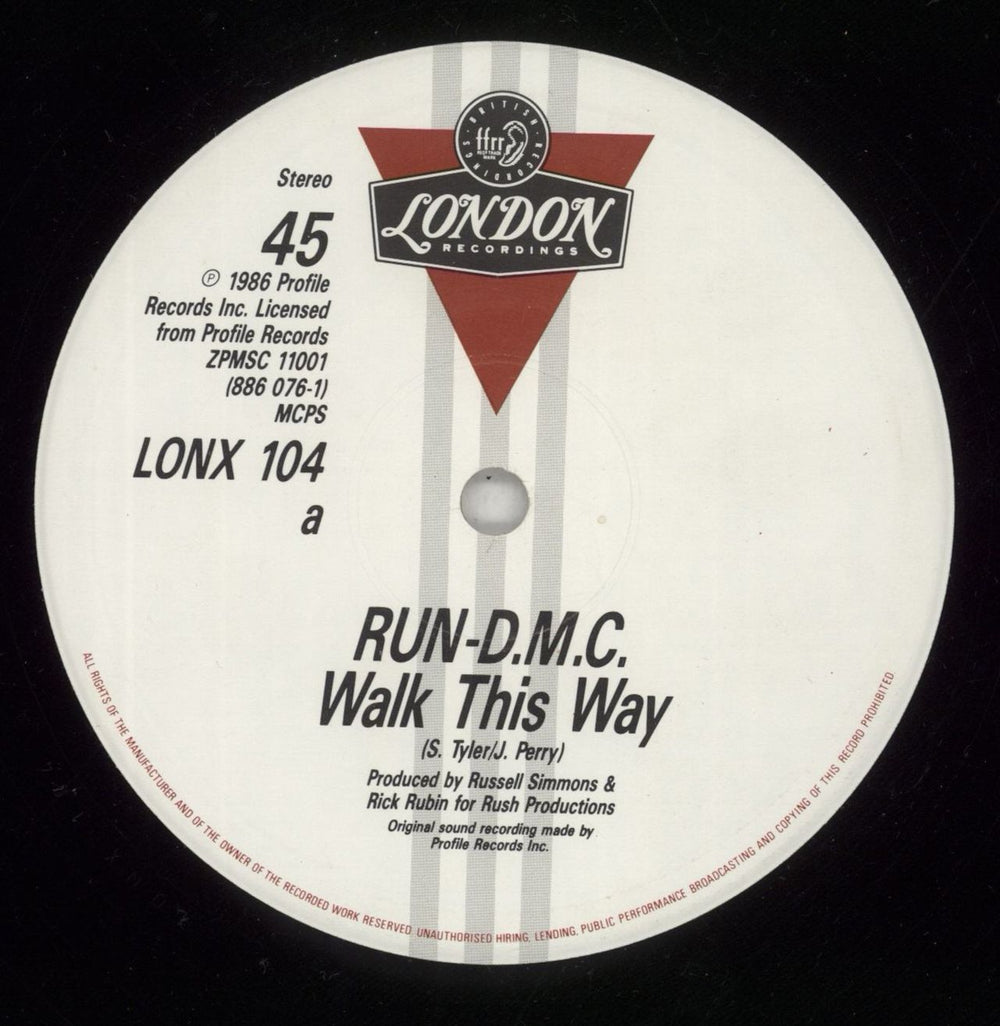 BRITISH RECORDINGS
ffrr
LONDON
RECORDINGS
Stereo
45
Ⓟ 1986 Profile
Records Inc. Licensed
from Profile Records
ZPMSC 11001
(886 076-1)
MCPS
LONX 104
a
RUN-D.M.C.
Walk This Way
(S. Tyler/J. Perry)
Produced by Russell Simmons &
Rick Rubin for Rush Productions
Original sound recording made by
Profile Records Inc.
ALL RIGHTS OF THE MANUFACTURER AND OF THE OWNER OF THE RECORDED WORK RESERVED. UNAUTHORISED HIRING, LENDING, PUBLIC PERFORMANCE BROADCASTING AND COPYING OF THIS RECORD PROHIBITED